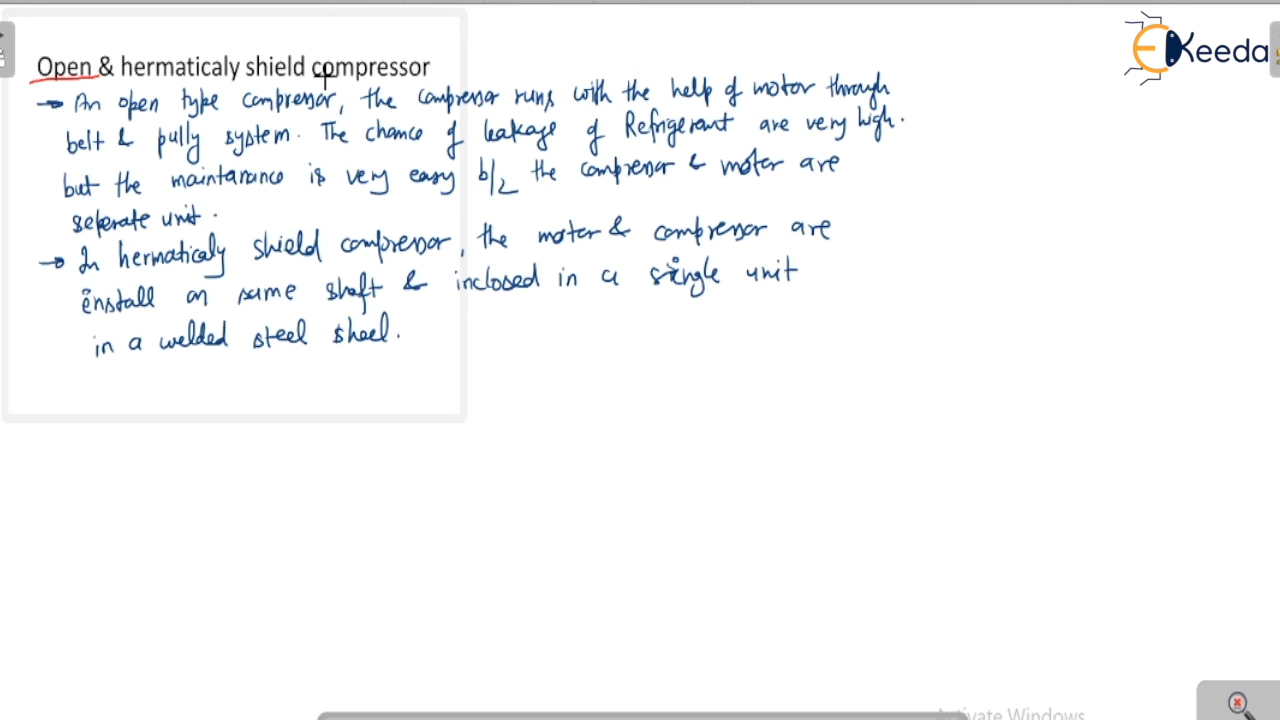 Keeda
Open & hermaticaly shield compressor
→ An open type compressor, the compressor runs with the help of motor through
belt & pully system. The chance of leakage of Refrigerant are very high.
but the maintanance is very easy b/z the compressor & motor are
seperate unit.
→ In hermaticaly shield compressor, the motor & compressor are
install on same shaft & inclosed in a single unit
in a welded steel sheel.
Activate Windows